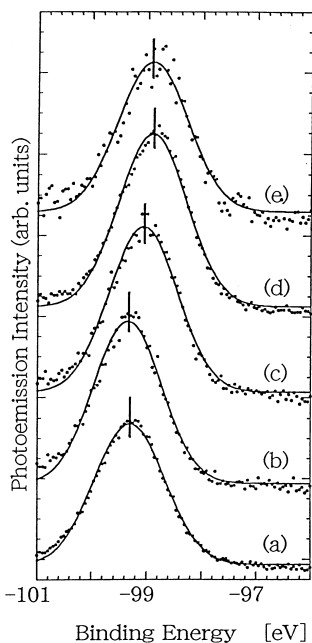 Photoemission Intensity (arb. units)
(e)
(d)
(c)
(b)
(a)
-101 -99 -97
Binding Energy [eV]